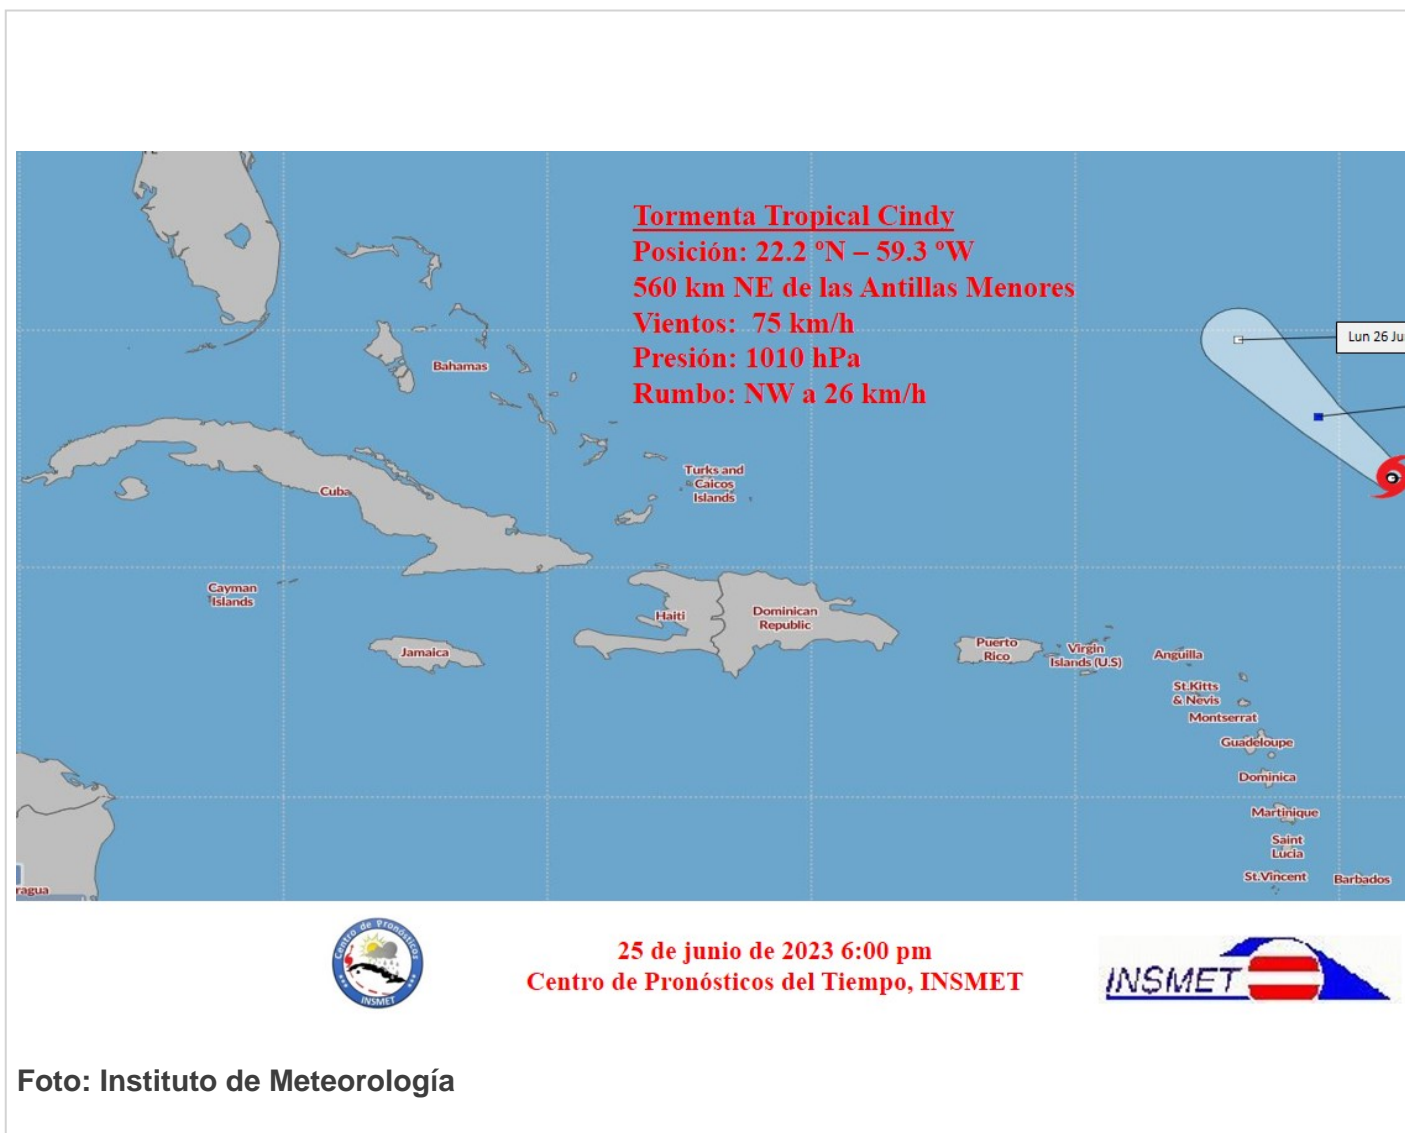 Tormenta Tropical Cindy
Posición: 22.2 ºN – 59.3 ºW
560 km NE de las Antillas Menores
Vientos: 75 km/h
Presión: 1010 hPa
Rumbo: NW a 26 km/h
Lun 26 Ju
Bahamas
Turks and
Caicos
Islands
Cuba
Cayman
Islands
Haiti
Dominican
Republic
Jamaica
Puerto
Rico
Virgin
Islands (U.S)
Anguilla
St.Kitts
& Nevis
Montserrat
Guadeloupe
Dominica
Martinique
Saint
Lucia
St.Vincent
Barbados
ragua
Centro de Pronósticos
INSMET
25 de junio de 2023 6:00 pm
Centro de Pronósticos del Tiempo, INSMET
INSMET
Foto: Instituto de Meteorología